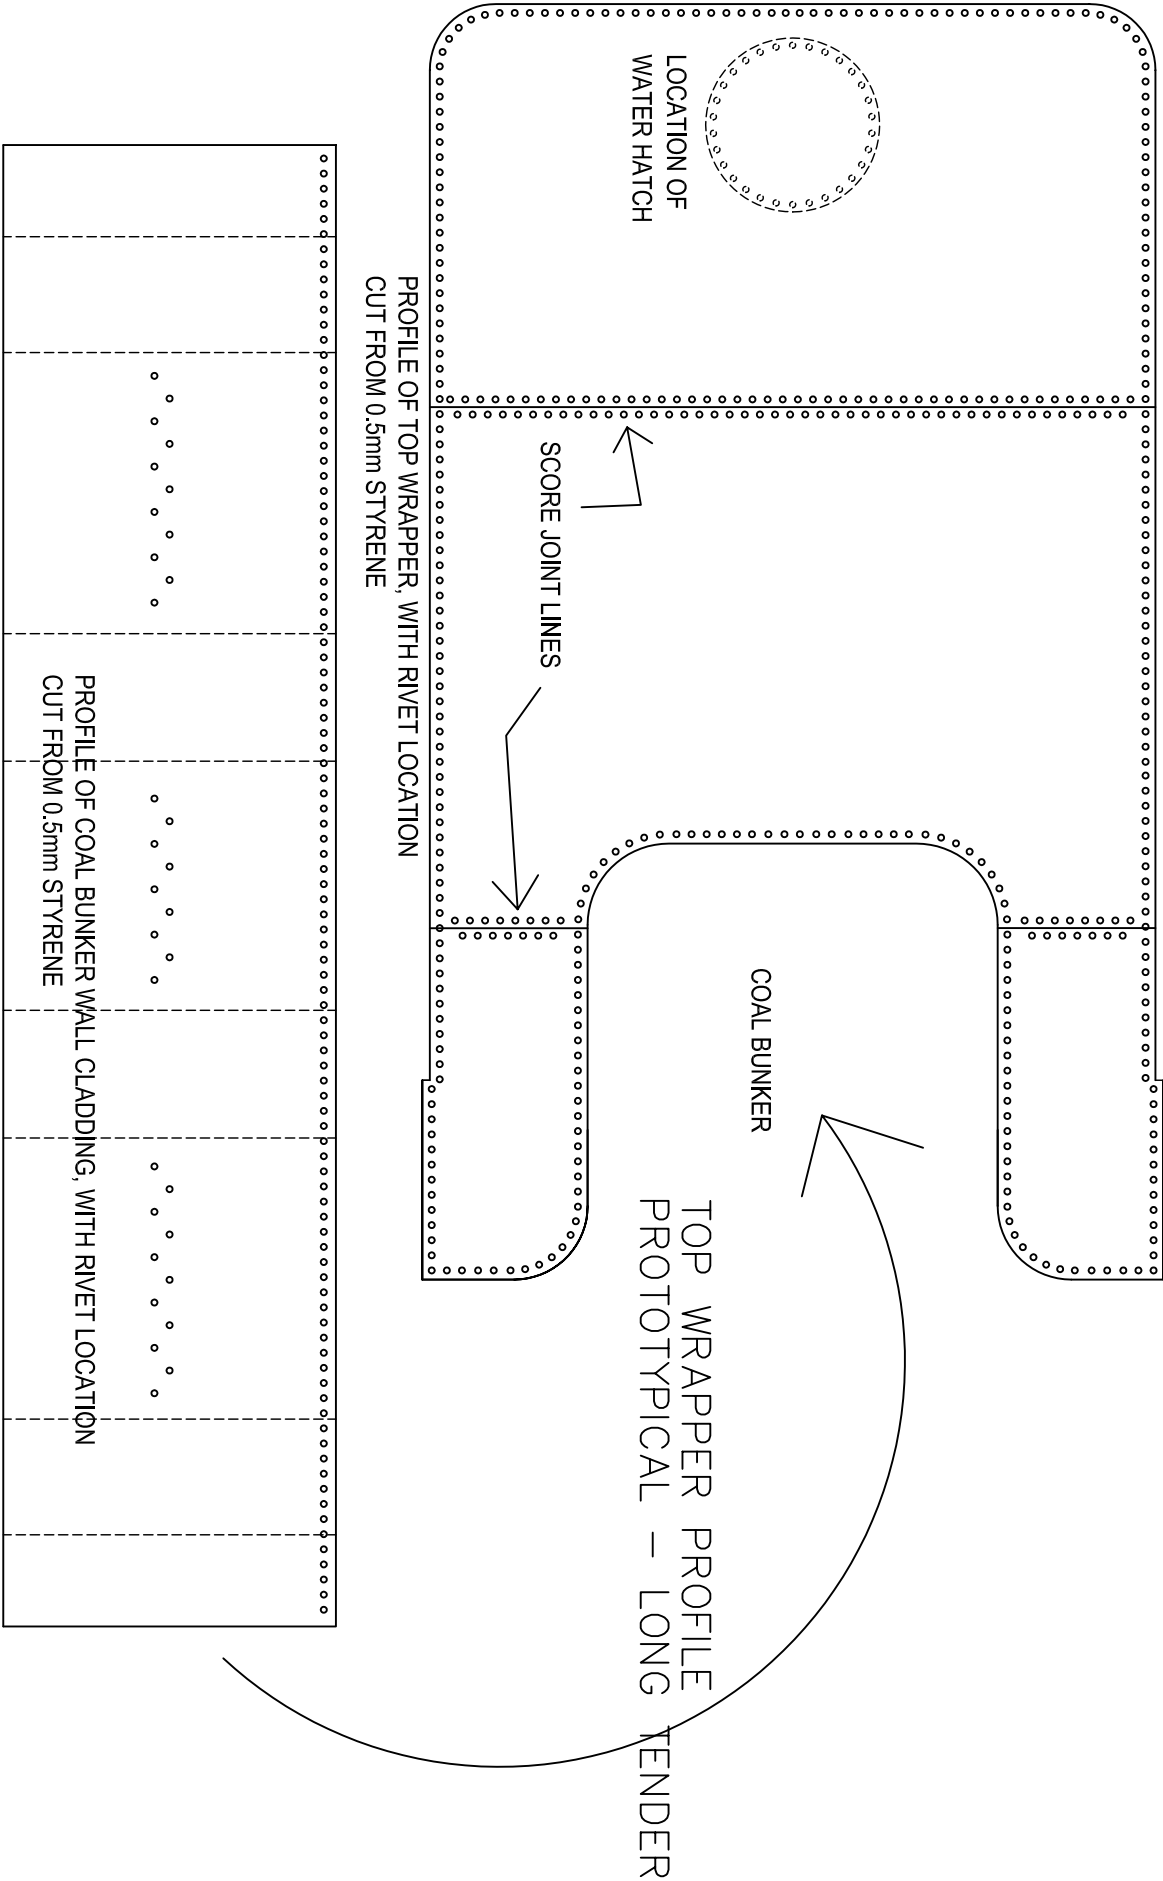 LOCATION OF
WATER HATCH
PROFILE OF TOP WRAPPER, WITH RIVET LOCATION
CUT FROM 0.5mm STYRENE
SCORE JOINT LINES
COAL BUNKER
PROFILE OF COAL BUNKER WALL CLADDING, WITH RIVET LOCATION
CUT FROM 0.5mm STYRENE
TOP WRAPPER PROFILE
PROTOTYPICAL – LONG TENDER